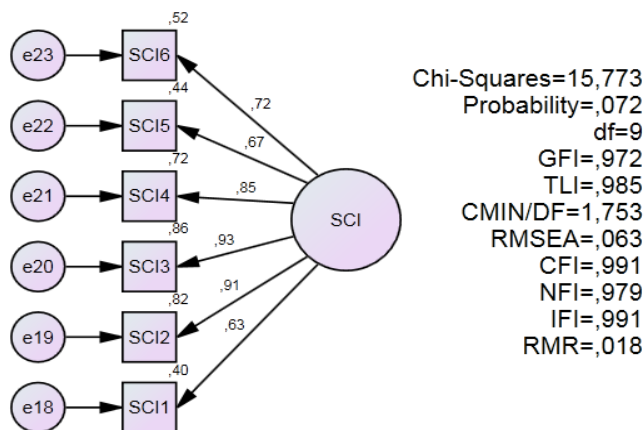 ,52
e23
SCI6
,72
,44
e22
SCI5
,67
,72
e21
SCI4
,85
SCI
,86
e20
SCI3
,93
,82
e19
SCI2
,91
,40
e18
SCI1
,63
Chi-Squares=15,773
Probability=,072
df=9
GFI=,972
TLI=,985
CMIN/DF=1,753
RMSEA=,063
CFI=,991
NFI=,979
IFI=,991
RMR=,018